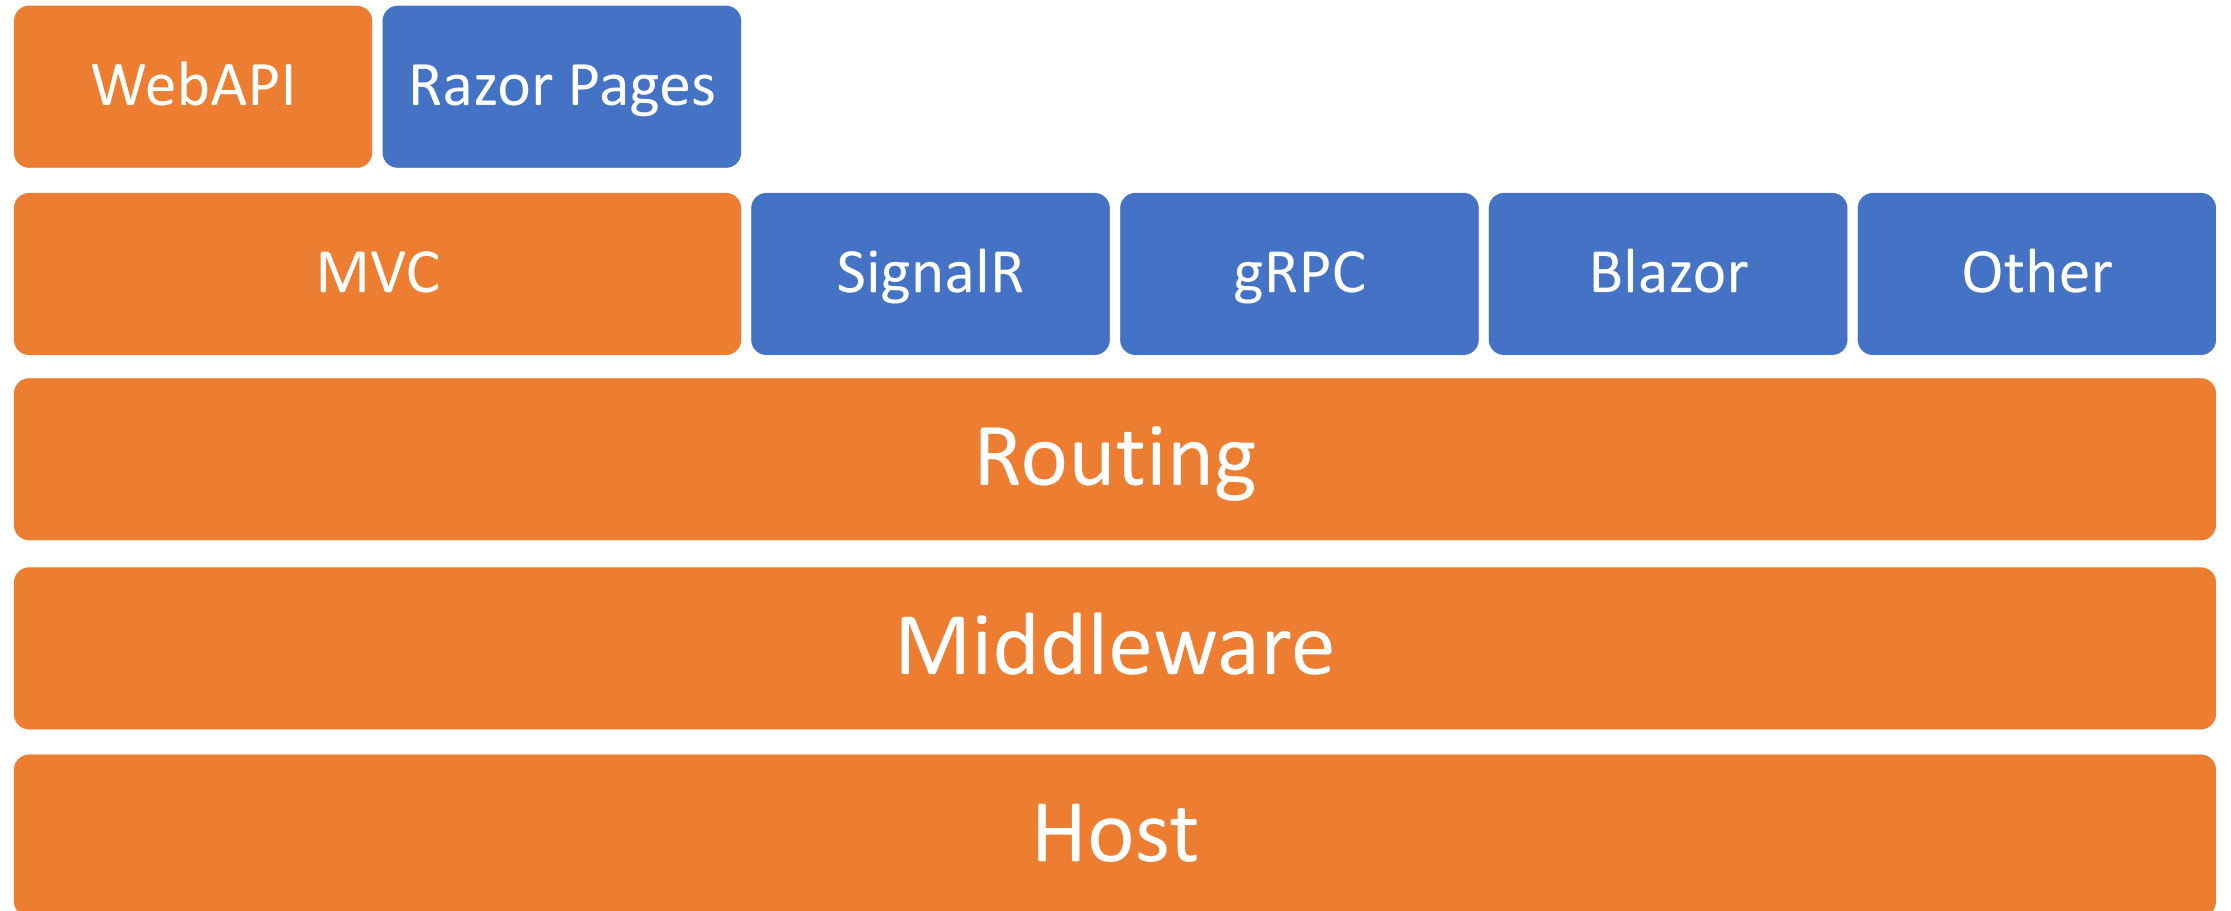 WebAPI
Razor Pages
MVC
SignalR
gRPC
Blazor
Other
Routing
Middleware
Host